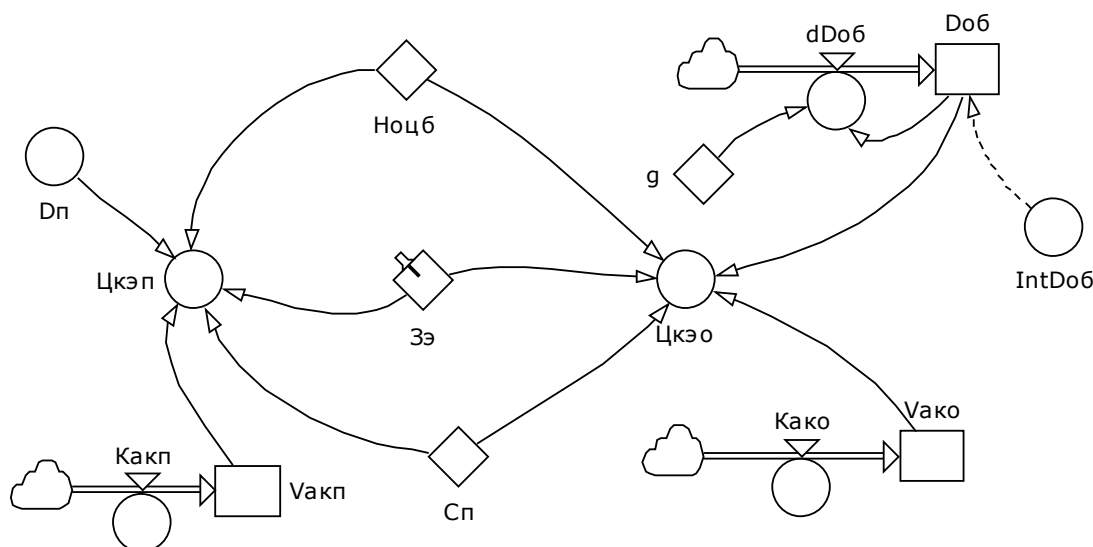 Dоб
dDоб
Ноцб
g
Dп
IntDоб
Цкэп
Зэ
Цкэо
Vако
Како
Какп
Vакп
Сп